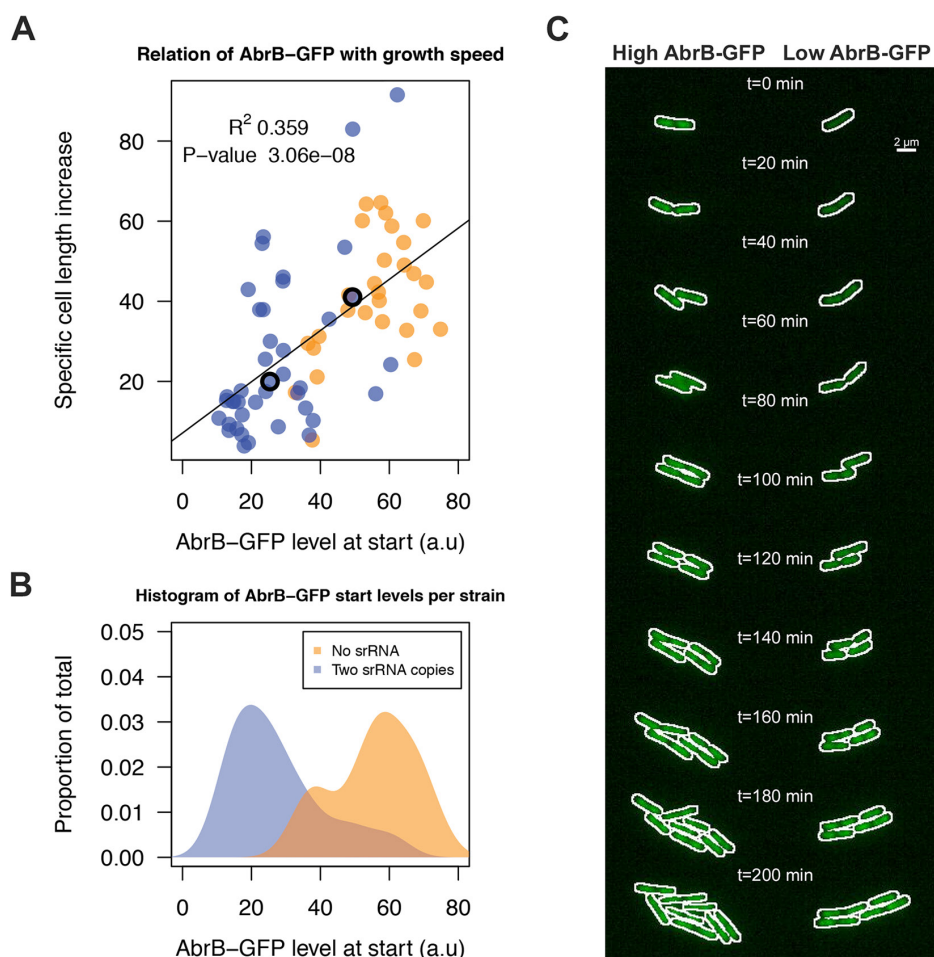 A
Relation of AbrB–GFP with growth speed
R2 0.359
P−value 3.06e−08
Specific cell length increase
80
60
40
20
0 20 40 60 80
AbrB–GFP level at start (a.u)
B
Histogram of AbrB–GFP start levels per strain
No srRNA
Two srRNA copies
Proportion of total
0.05
0.04
0.03
0.02
0.01
0.00
0 20 40 60 80
AbrB–GFP level at start (a.u)
C
High AbrB-GFP Low AbrB-GFP
t=0 min
2 µm
t=20 min
t=40 min
t=60 min
t=80 min
t=100 min
t=120 min
t=140 min
t=160 min
t=180 min
t=200 min